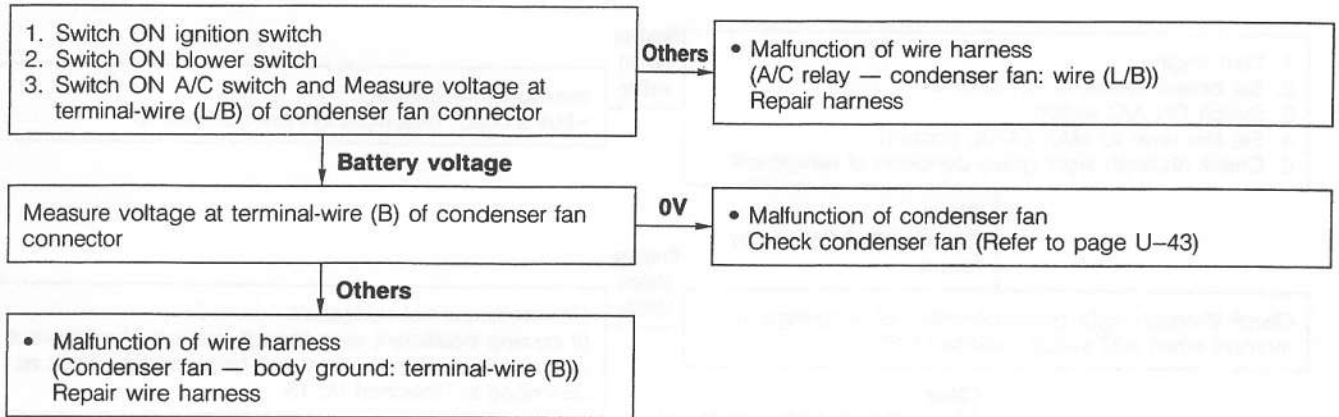 1. Switch ON ignition switch
2. Switch ON blower switch
3. Switch ON A/C switch and Measure voltage at
terminal-wire (L/B) of condenser fan connector
Others
• Malfunction of wire harness
(A/C relay — condenser fan: wire (L/B))
Repair harness
Battery voltage
Measure voltage at terminal-wire (B) of condenser fan
connector
0V
• Malfunction of condenser fan
Check condenser fan (Refer to page U–43)
Others
• Malfunction of wire harness
(Condenser fan — body ground: terminal-wire (B))
Repair wire harness